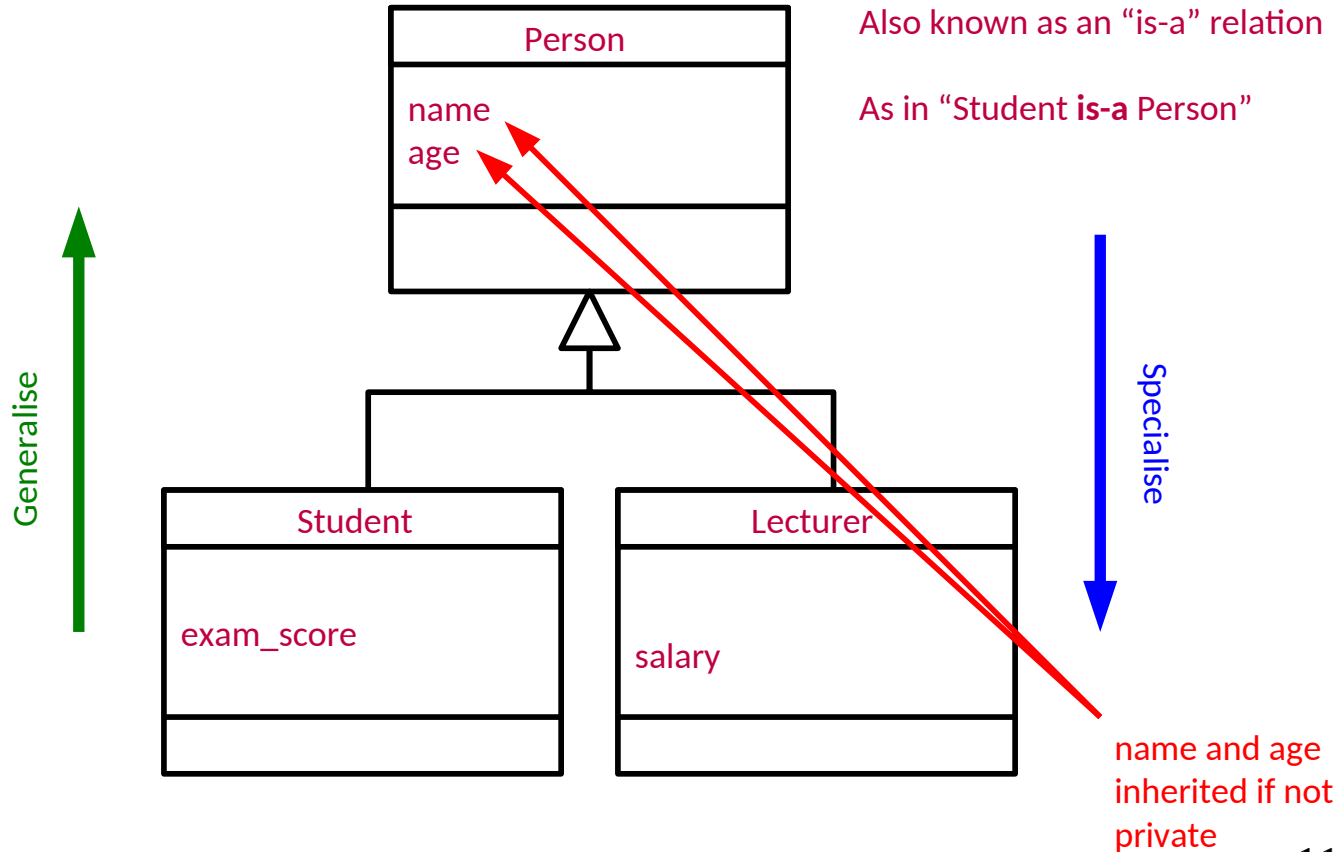 Person
Also known as an “is-a” relation
name
age
As in “Student is-a Person”
Generalise
Specialise
Student
Lecturer
exam_score
salary
name and age
inherited if not
private